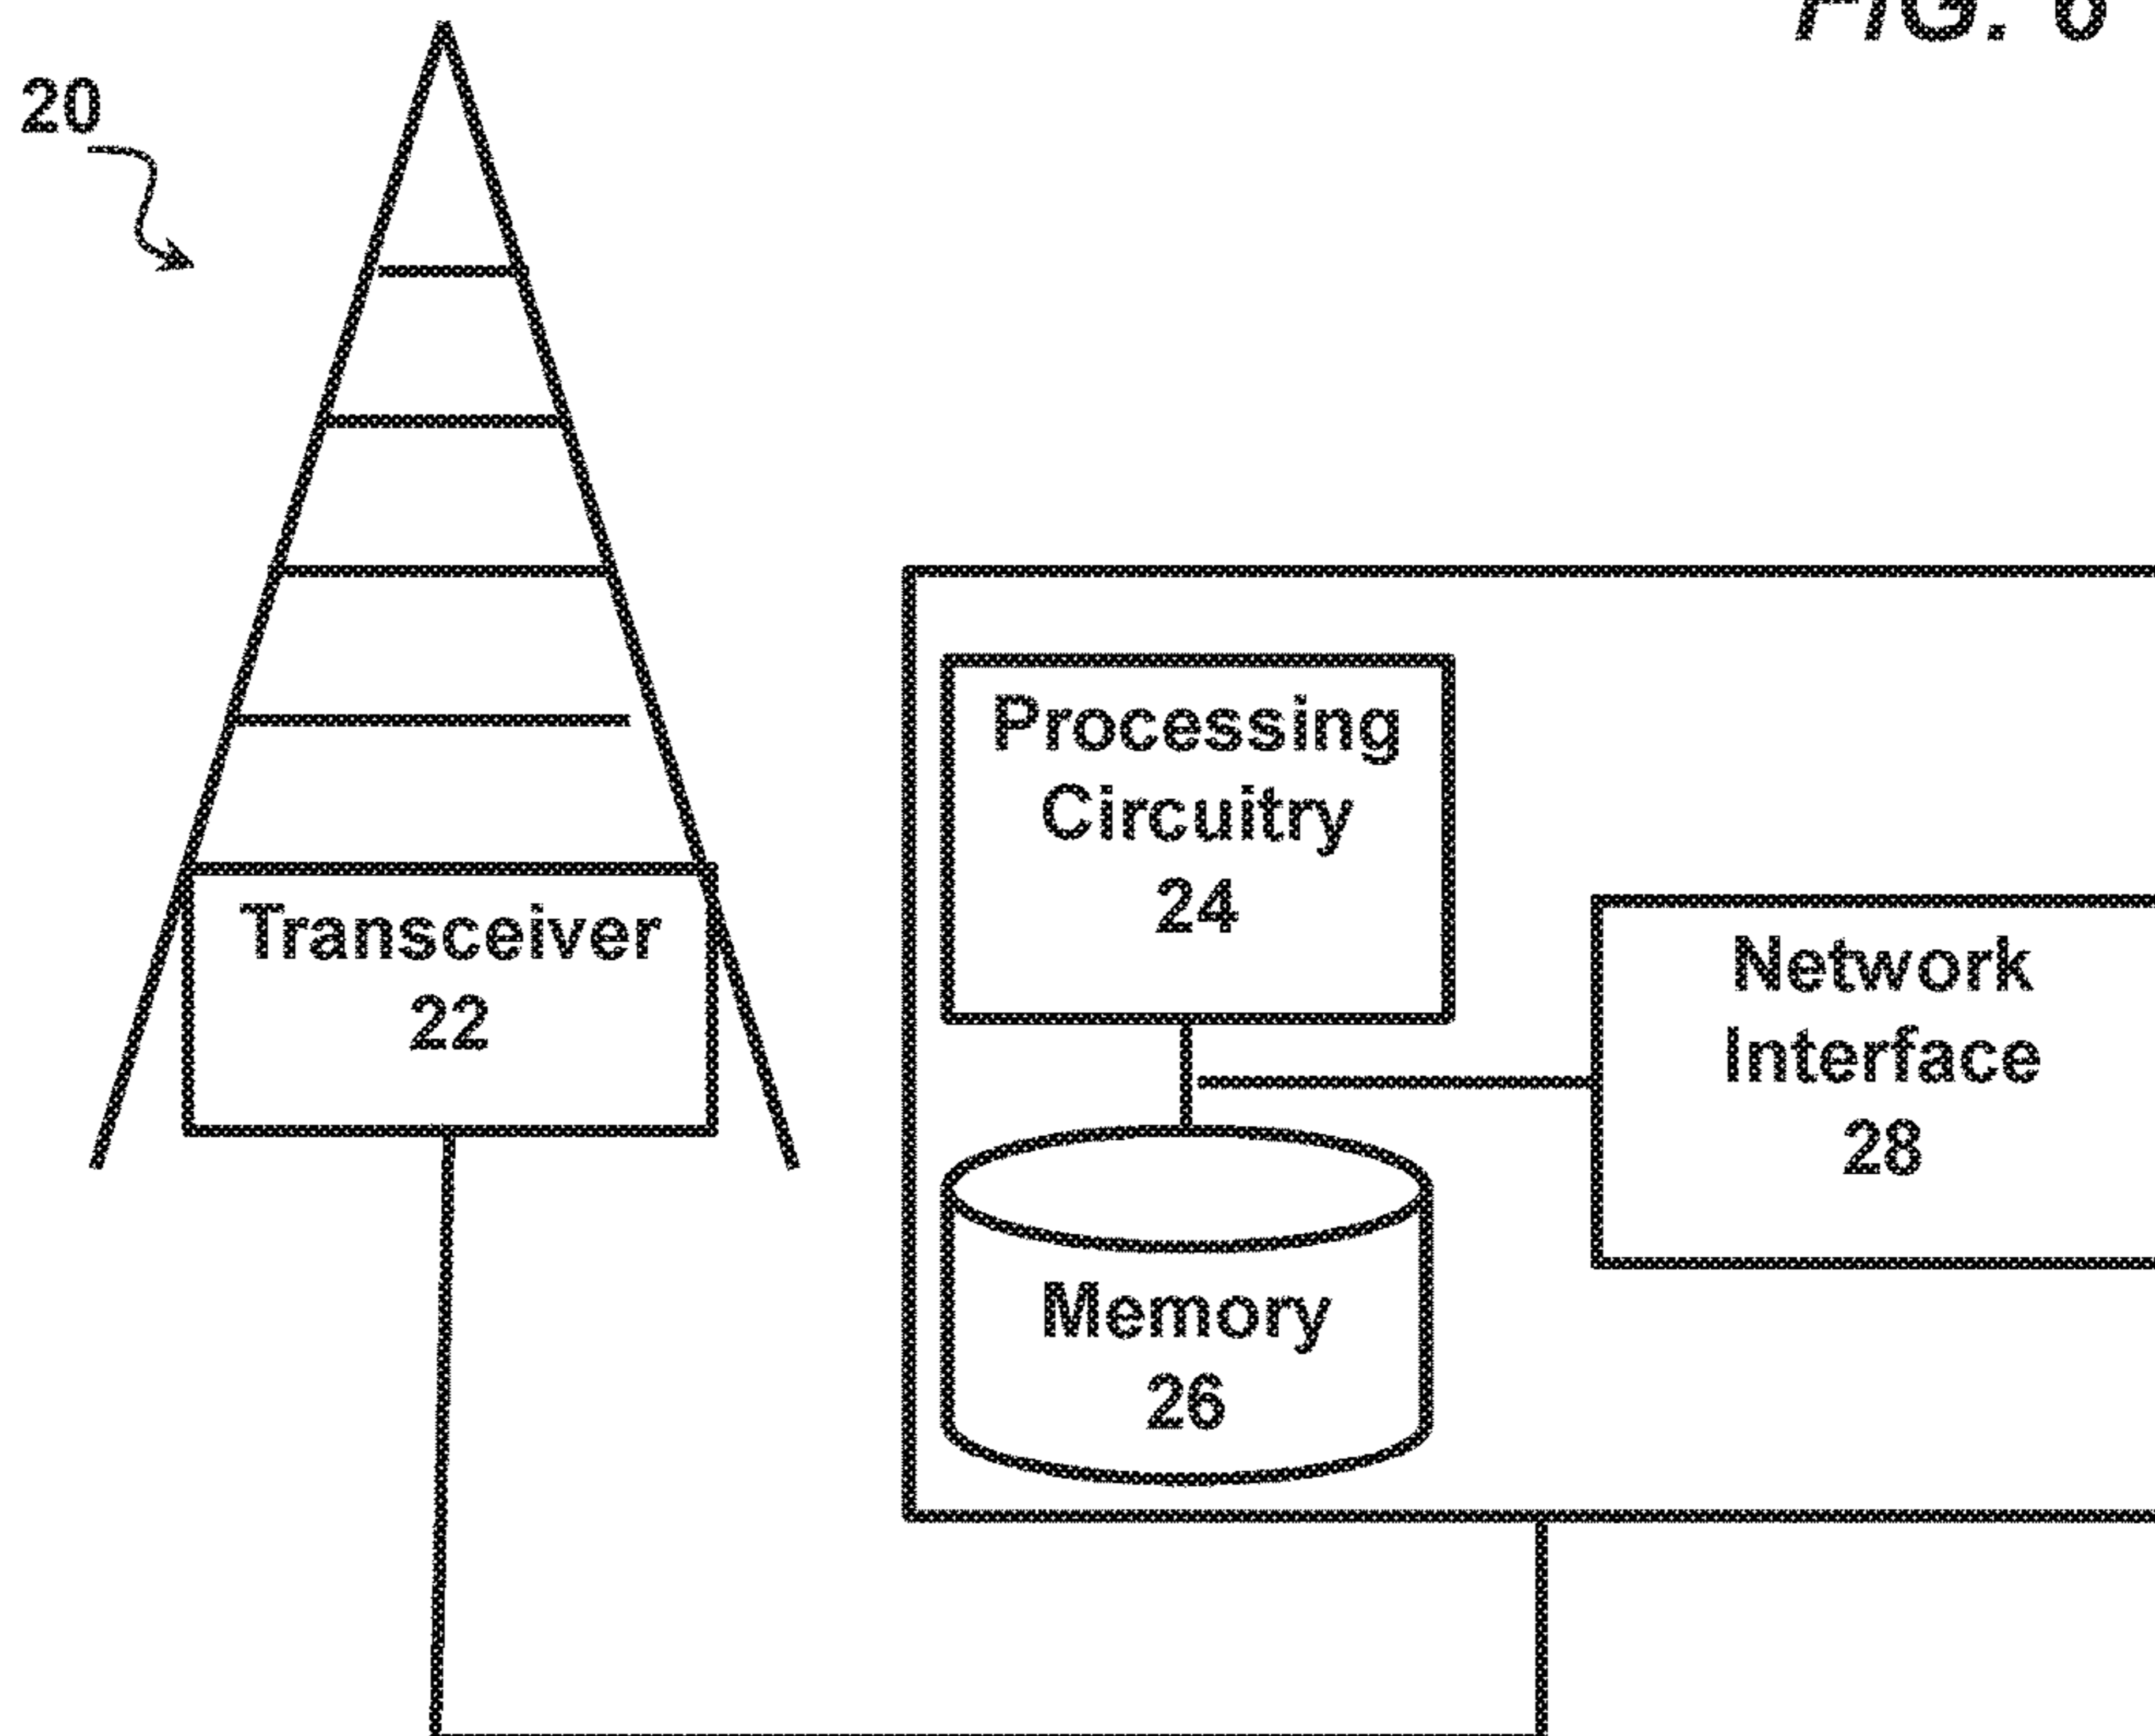 FIG. 6
20
Processing
Circuitry
24
Transceiver
22
Network
Interface
28
Memory
26